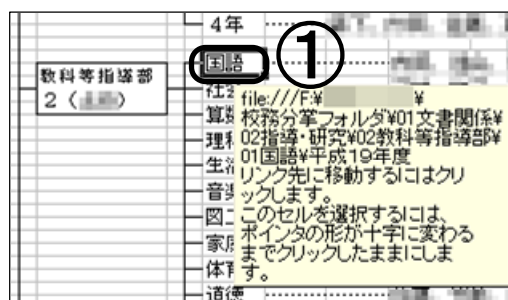 4年
①
国語
教科等指導部
2（　）
file:///F:¥ ¥
校務分掌フォルダ¥01文書関係¥
02指導・研究¥02教科等指導部¥
01国語¥平成19年度
リンク先に移動するにはクリ
ックします。
このセルを選択するには、
ポインタの形が十字に変わる
までクリックしたままにしま
す。
社
算数
理科
生活
音楽
図工
家庭
体育
道徳